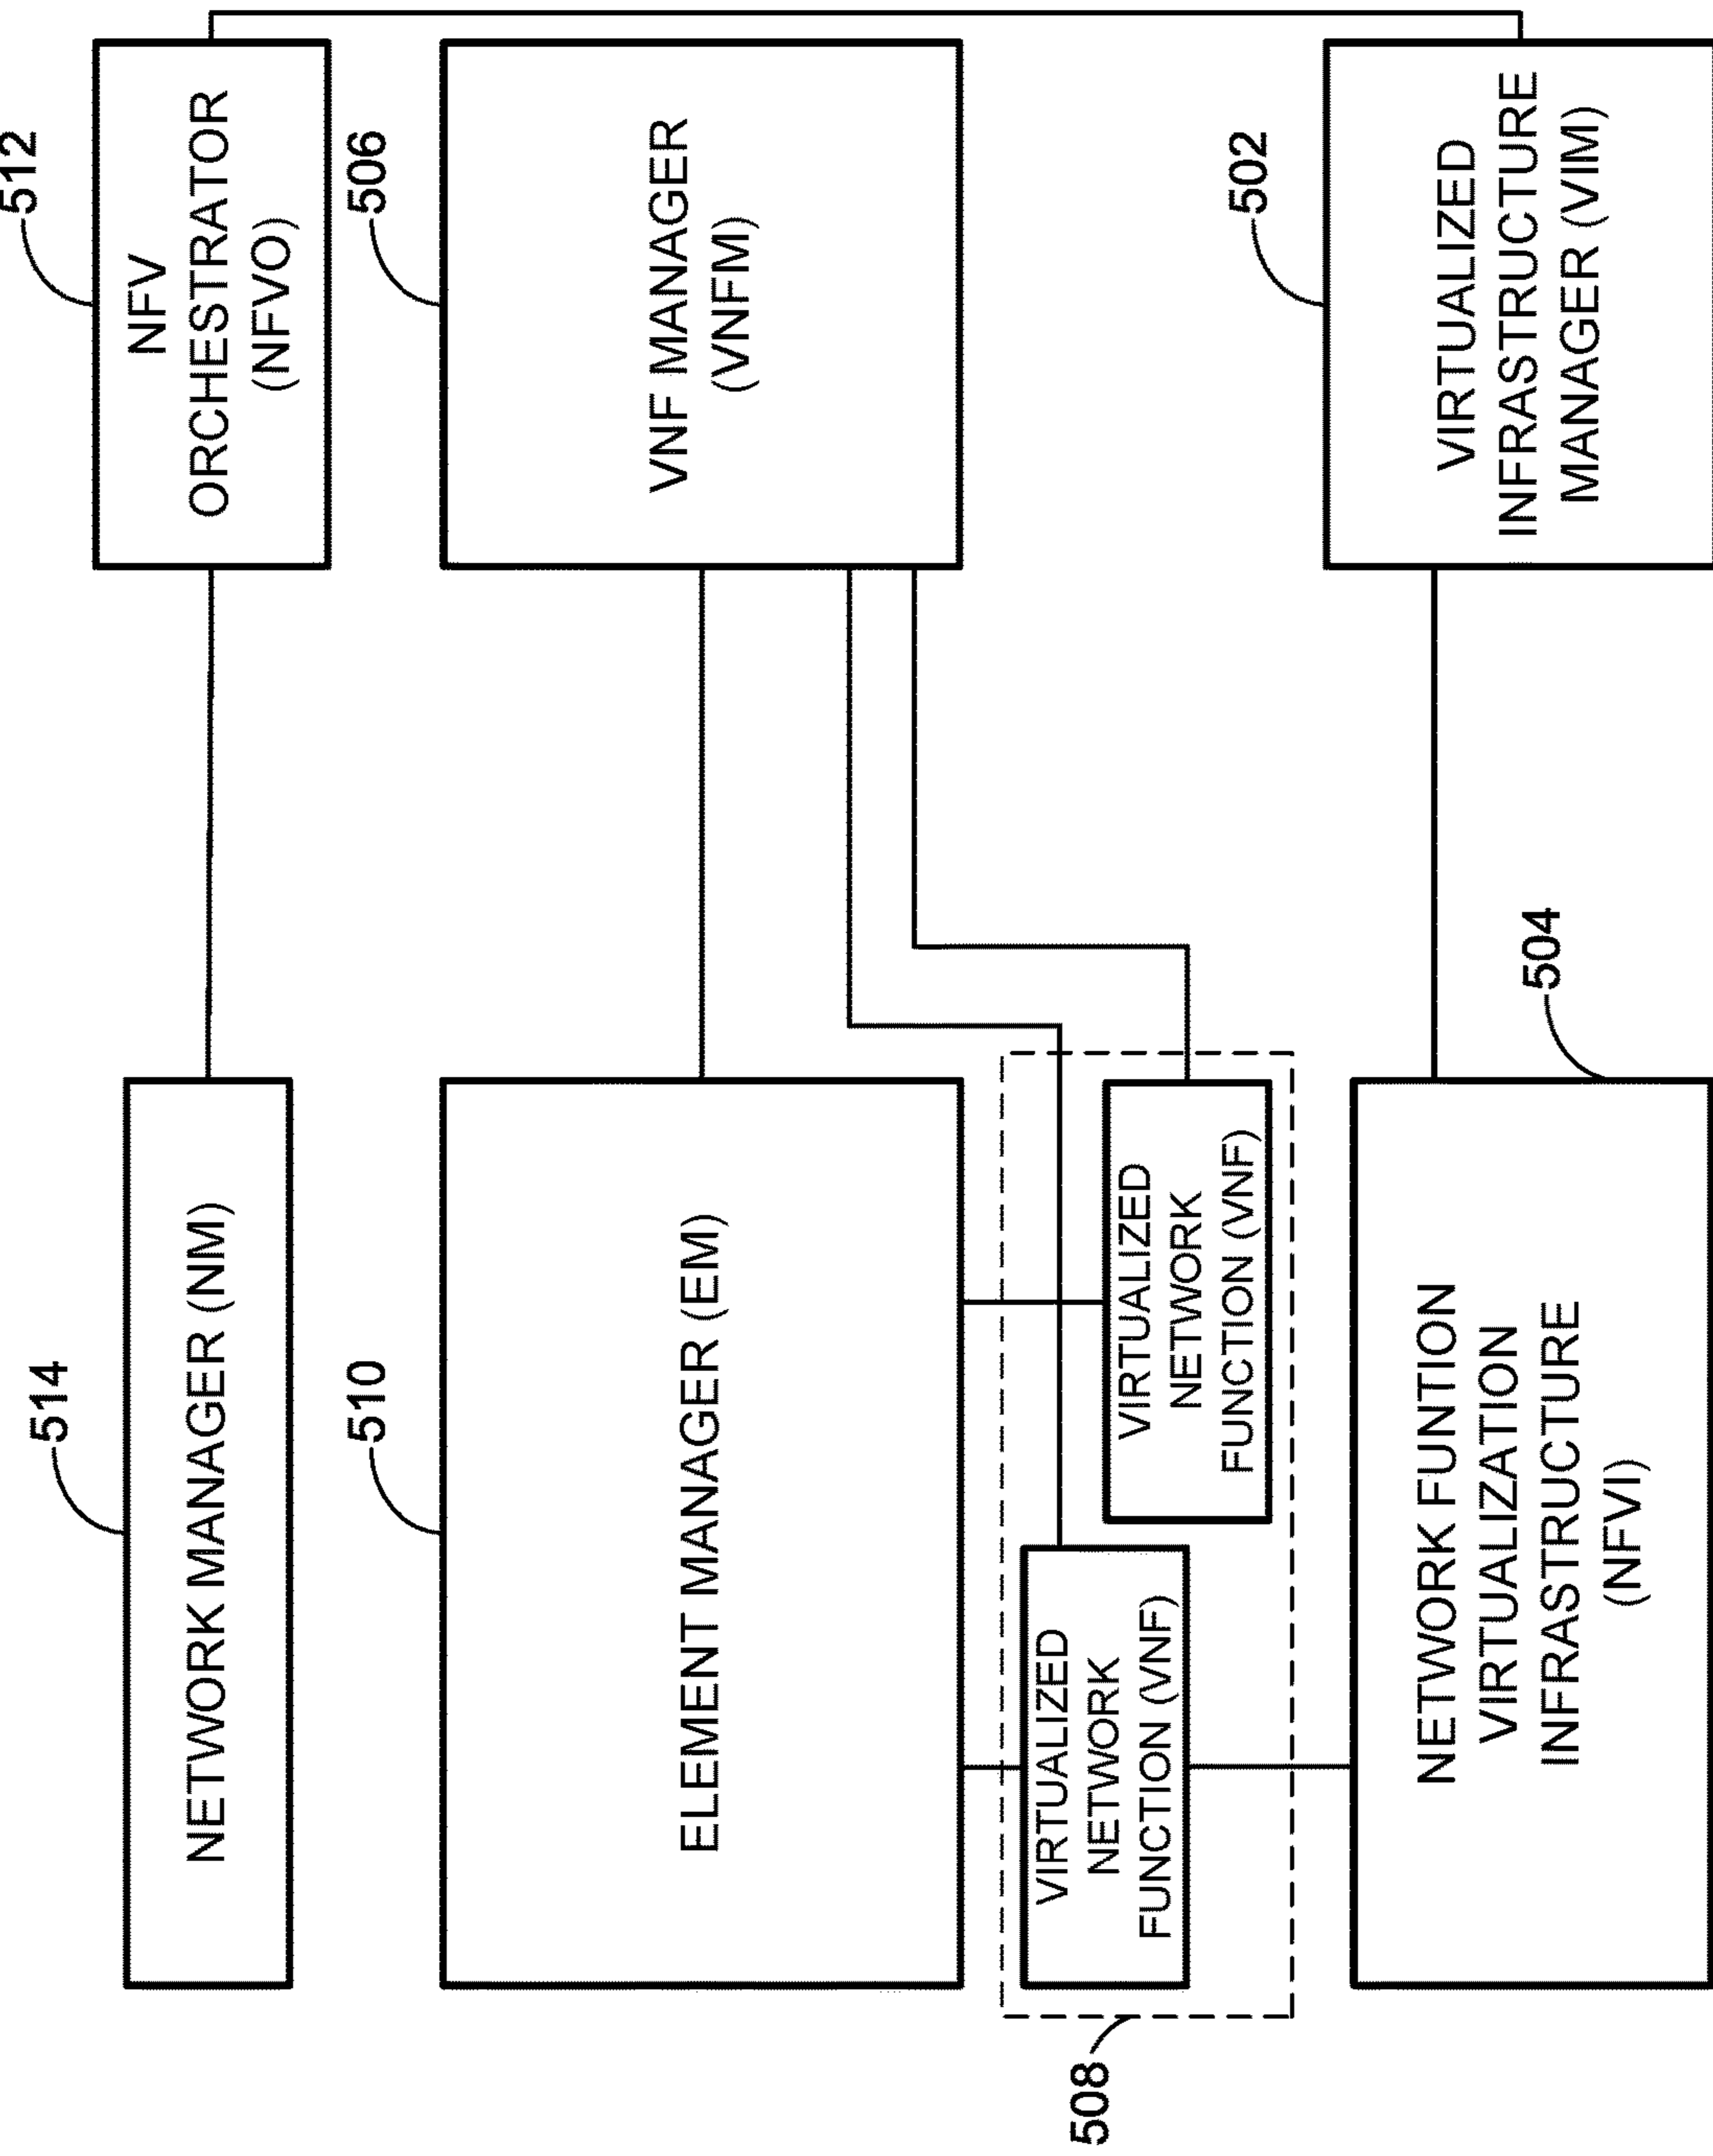 514
NETWORK MANAGER (NM)
512
NFV
ORCHESTRATOR
(NFVO)
510
ELEMENT MANAGER (EM)
506
VNF MANAGER
(VNFM)
508
VIRTUALIZED
NETWORK
FUNCTION (VNF)
VIRTUALIZED
NETWORK
FUNCTION (VNF)
504
NETWORK FUNTION
VIRTUALIZATION
INFRASTRUCTURE
(NFVI)
502
VIRTUALIZED
INFRASTRUCTURE
MANAGER (VIM)